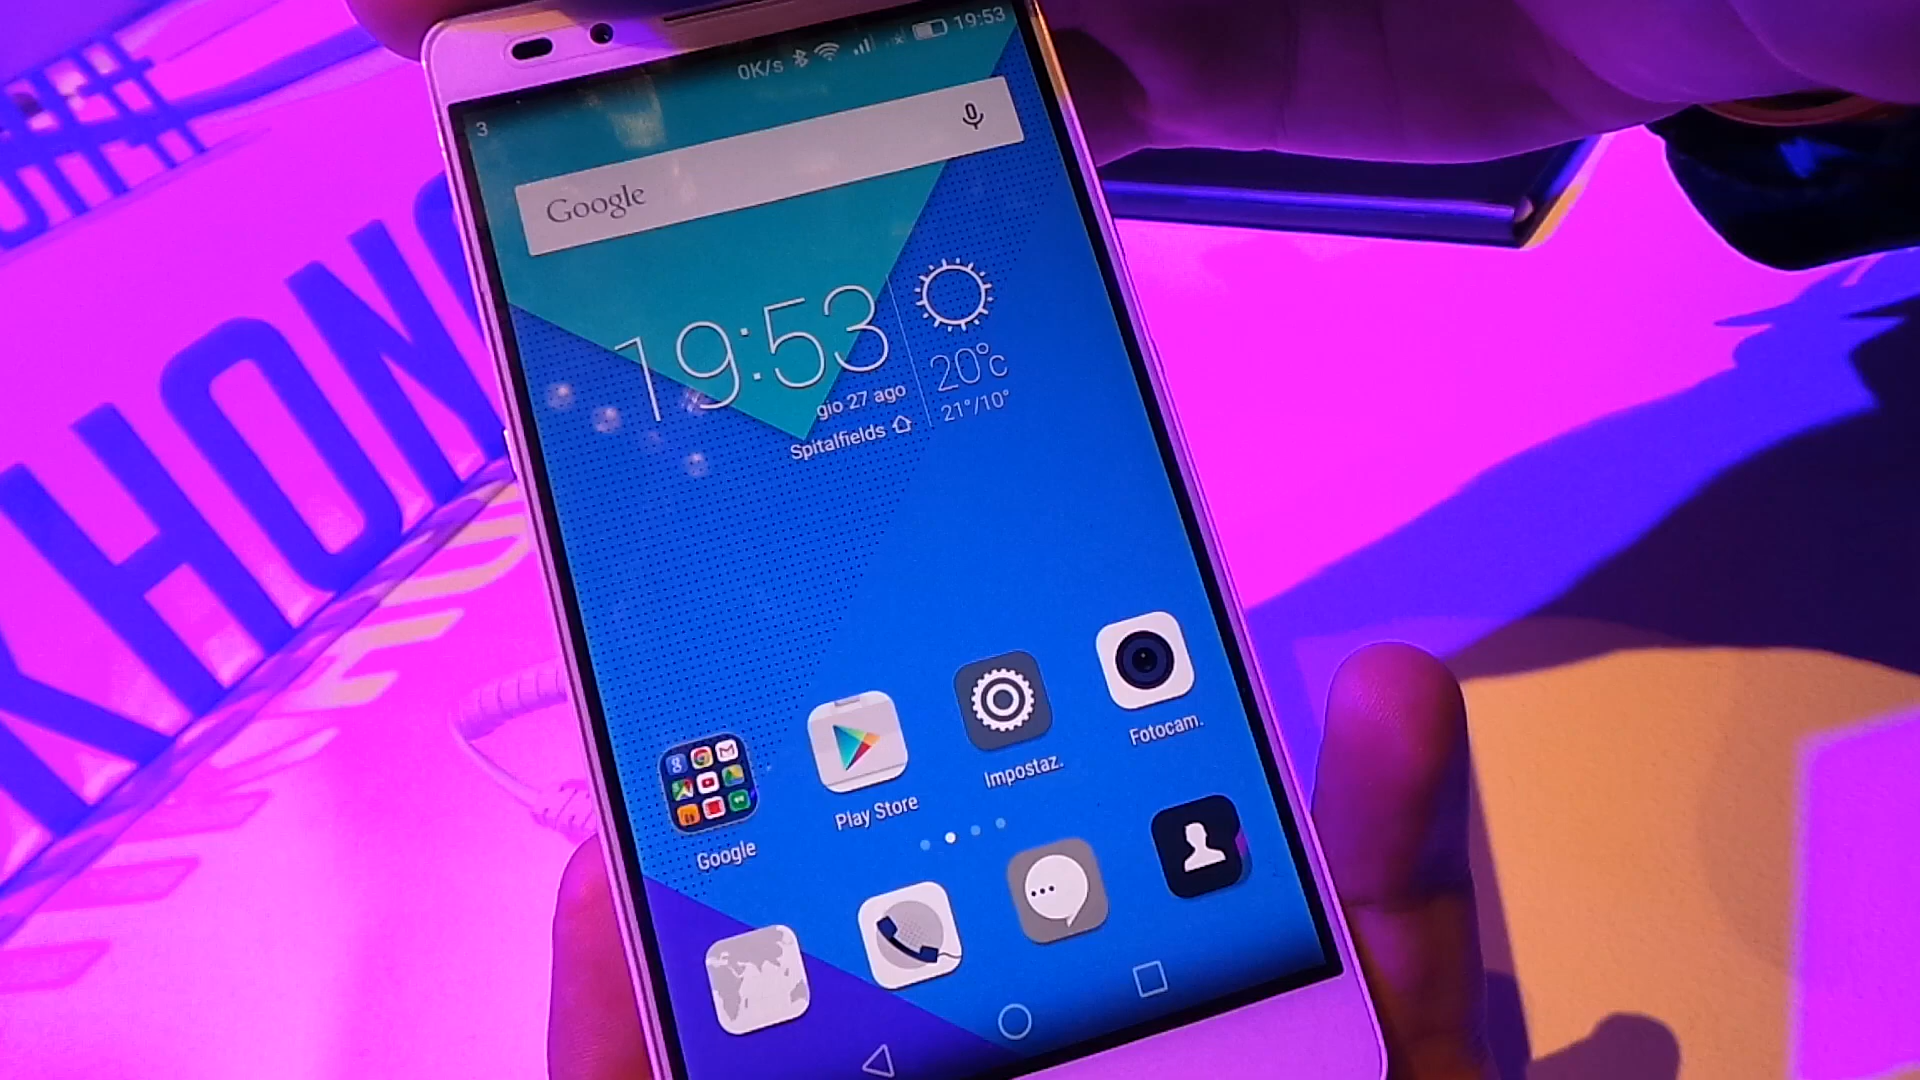 19:53
0K/s
3
Google
19:53
20°c
21°/10°
gio 27 ago
Spitalfields
Fotocam.
Impostaz.
Play Store
Google
KHON